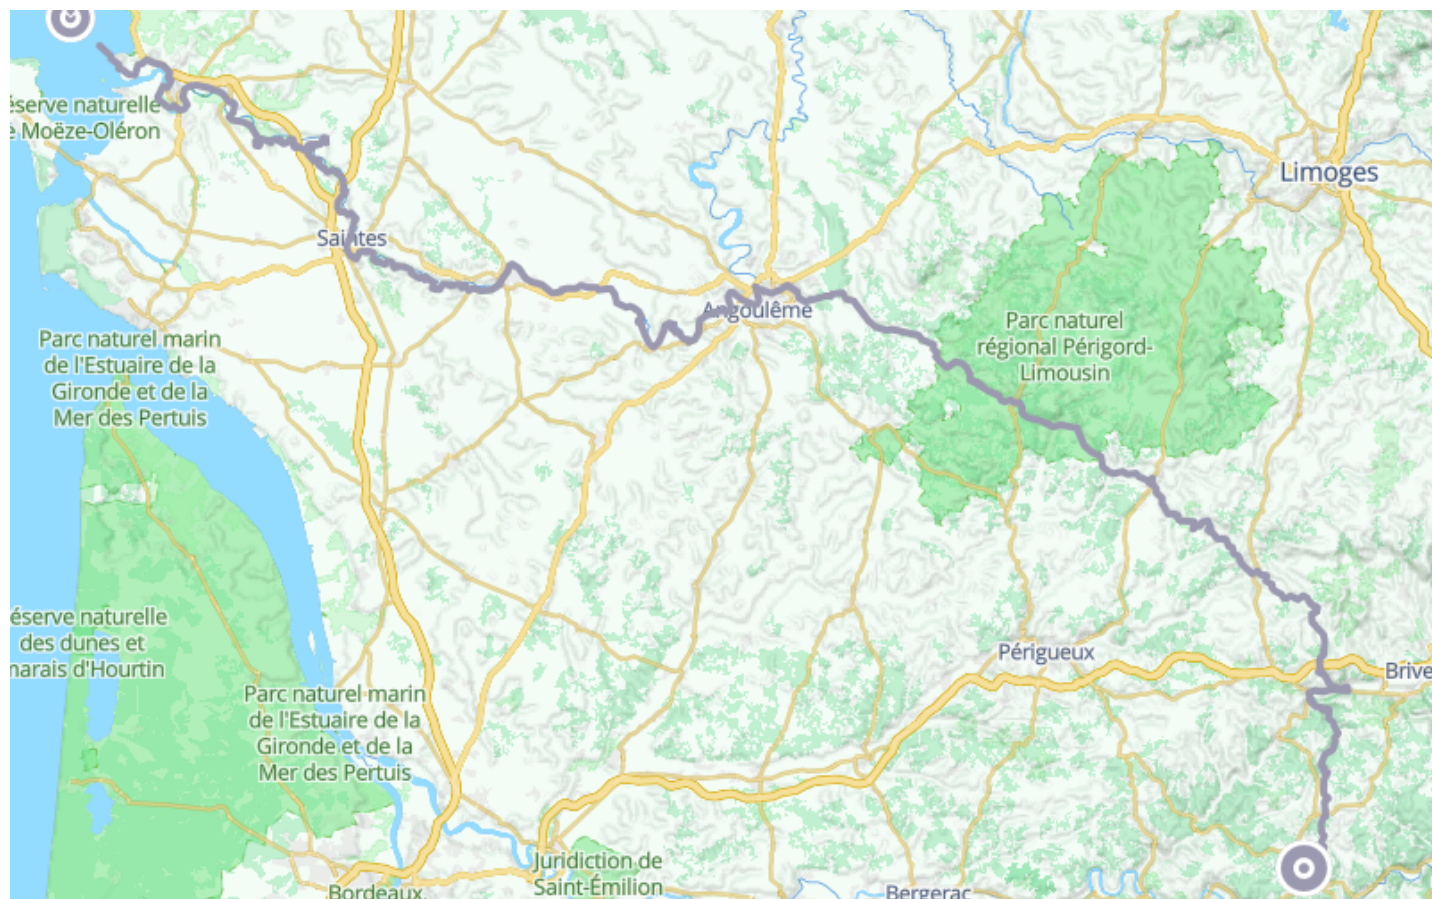 éserve naturelle
e Moëze-Oléron
Limoges
Saintes
Angoulême
Parc naturel
régional Périgord-
Limousin
Parc naturel marin
de l'Estuaire de la
Gironde et de la
Mer des Pertuis
éserve naturelle
des dunes et
marais d'Hourtin
Périgueux
Brive
Parc naturel marin
de l'Estuaire de la
Gironde et de la
Mer des Pertuis
Juridiction de
Saint-Émilion
Bordeaux
Bergerac